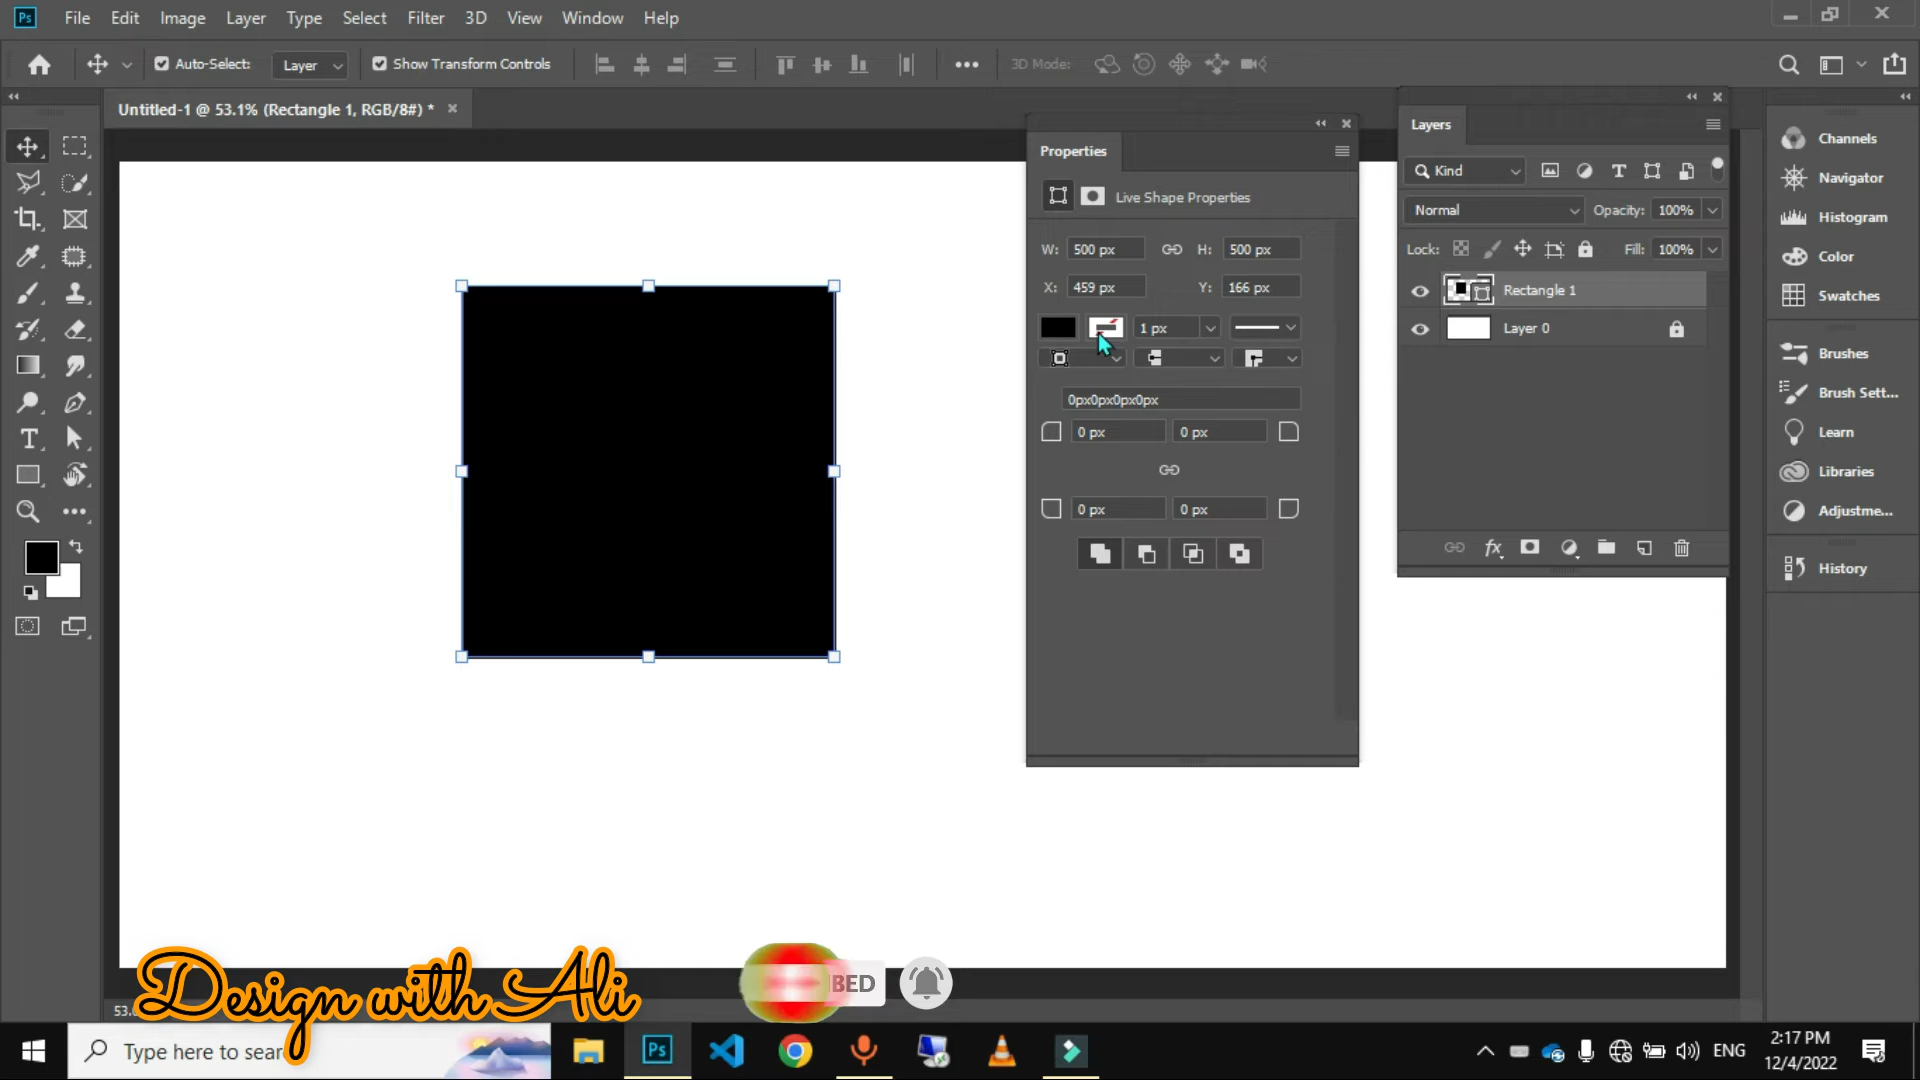 Ps File Edit Image Layer Type Select Filter 3D View Window Help
Auto-Select: Layer Show Transform Controls 3D Mode:
Untitled-1 @ 53.1% (Rectangle 1, RGB/8#) *
Properties
Live Shape Properties
W: 500 px H: 500 px
X: 459 px Y: 166 px
1 px
0px0px0px0px
0 px 0 px
0 px 0 px
Layers
Kind
Normal Opacity: 100%
Lock: Fill: 100%
Rectangle 1
Layer 0
fx
Channels
Navigator
Histogram
Color
Swatches
Brushes
Brush Sett...
Learn
Libraries
Adjustme...
History
Design with Ali
BED
Type here to sear
Ps
ENG
2:17 PM
12/4/2022